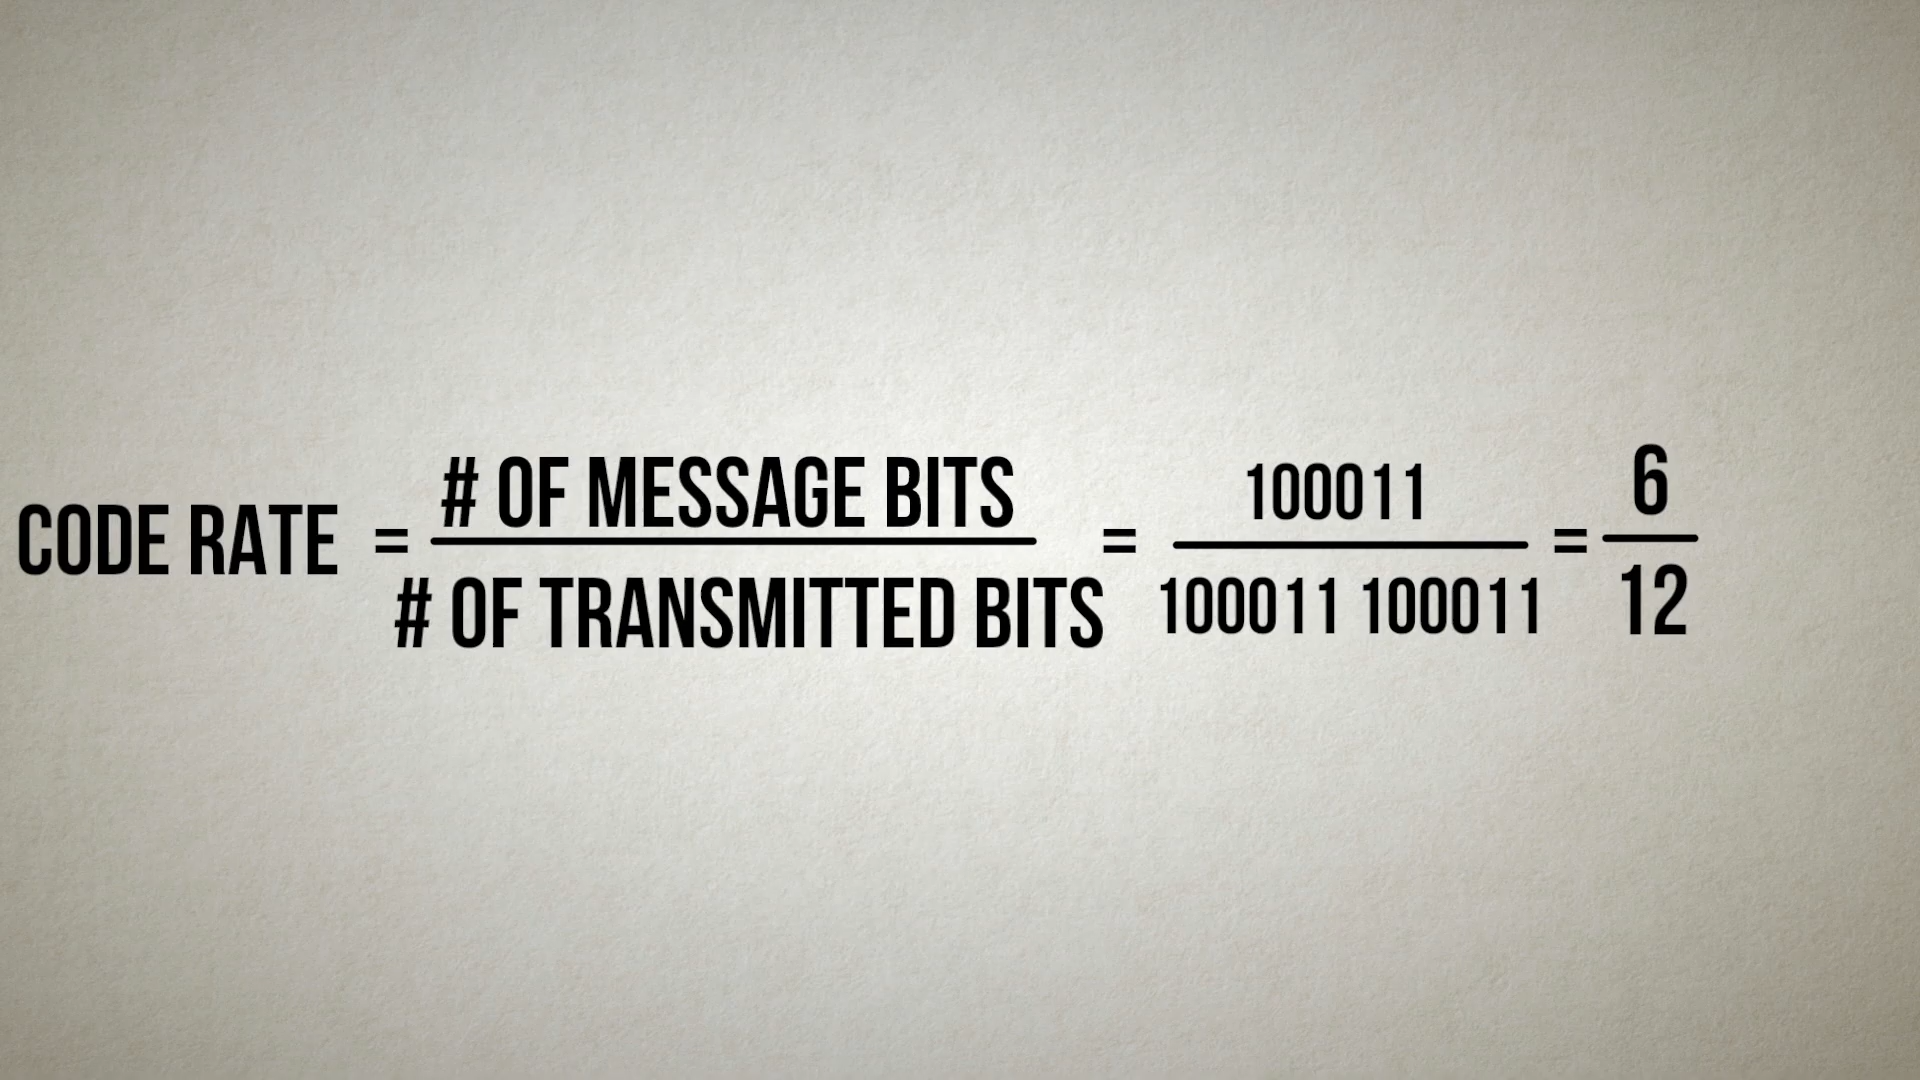 CODE RATE = # OF MESSAGE BITS / # OF TRANSMITTED BITS = 100011 / 100011 100011 = 6 / 12